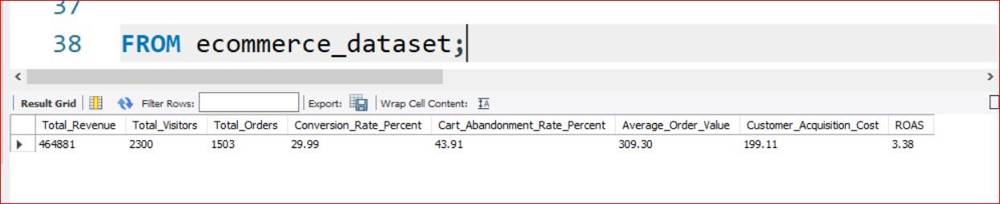 37
38 FROM ecommerce_dataset;
Result Grid Filter Rows: Export: Wrap Cell Content:
Total_Revenue Total_Visitors Total_Orders Conversion_Rate_Percent Cart_Abandonment_Rate_Percent Average_Order_Value Customer_Acquisition_Cost ROAS
464881 2300 1503 29.99 43.91 309.30 199.11 3.38